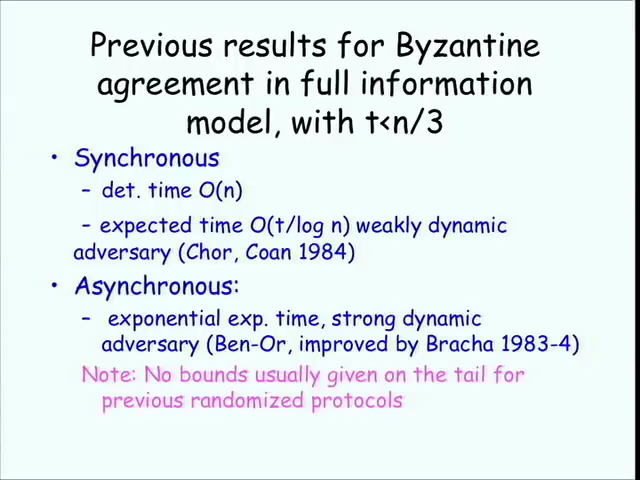 Previous results for Byzantine
agreement in full information
model, with t<n/3
• Synchronous
– det. time O(n)
– expected time O(t/log n) weakly dynamic
adversary (Chor, Coan 1984)
• Asynchronous:
– exponential exp. time, strong dynamic
adversary (Ben-Or, improved by Bracha 1983-4)
Note: No bounds usually given on the tail for
previous randomized protocols